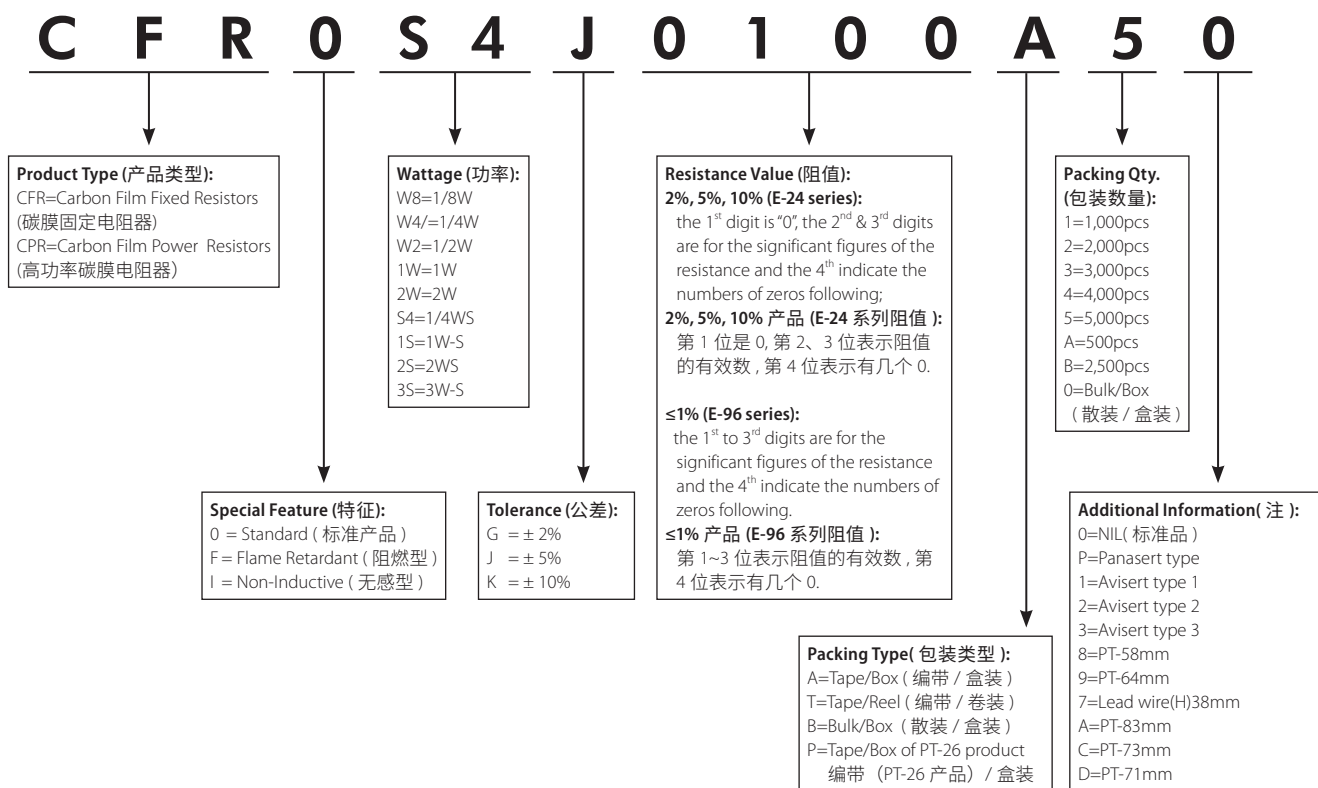 C F R 0 S 4 J 0 1 0 0 A 5 0
Product Type (产品类型):
CFR=Carbon Film Fixed Resistors
(碳膜固定电阻器)
CPR=Carbon Film Power Resistors
(高功率碳膜电阻器）
Wattage (功率):
W8=1/8W
W4/=1/4W
W2=1/2W
1W=1W
2W=2W
S4=1/4WS
1S=1W-S
2S=2WS
3S=3W-S
Resistance Value (阻值):
2%, 5%, 10% (E-24 series):
the 1st digit is “0”, the 2nd & 3rd digits
are for the significant figures of the
resistance and the 4th indicate the
numbers of zeros following;
2%, 5%, 10% 产品 (E-24 系列阻值 ):
第 1 位是 0, 第 2、3 位表示阻值
的有效数 , 第 4 位表示有几个 0.
≤1% (E-96 series):
the 1st to 3rd digits are for the
significant figures of the resistance
and the 4th indicate the numbers of
zeros following.
≤1% 产品 (E-96 系列阻值 ):
第 1~3 位表示阻值的有效数 , 第
4 位表示有几个 0.
Packing Qty.
(包装数量):
1=1,000pcs
2=2,000pcs
3=3,000pcs
4=4,000pcs
5=5,000pcs
A=500pcs
B=2,500pcs
0=Bulk/Box
( 散装 / 盒装 )
Special Feature (特征):
0 = Standard ( 标准产品 )
F = Flame Retardant ( 阻燃型 )
I = Non-Inductive ( 无感型 )
Tolerance (公差):
G = ± 2%
J = ± 5%
K = ± 10%
Packing Type( 包装类型 ):
A=Tape/Box ( 编带 / 盒装 )
T=Tape/Reel ( 编带 / 卷装 )
B=Bulk/Box ( 散装 / 盒装 )
P=Tape/Box of PT-26 product
编带（PT-26 产品）/ 盒装
Additional Information( 注 ):
0=NIL( 标准品 )
P=Panasert type
1=Avisert type 1
2=Avisert type 2
3=Avisert type 3
8=PT-58mm
9=PT-64mm
7=Lead wire(H)38mm
A=PT-83mm
C=PT-73mm
D=PT-71mm